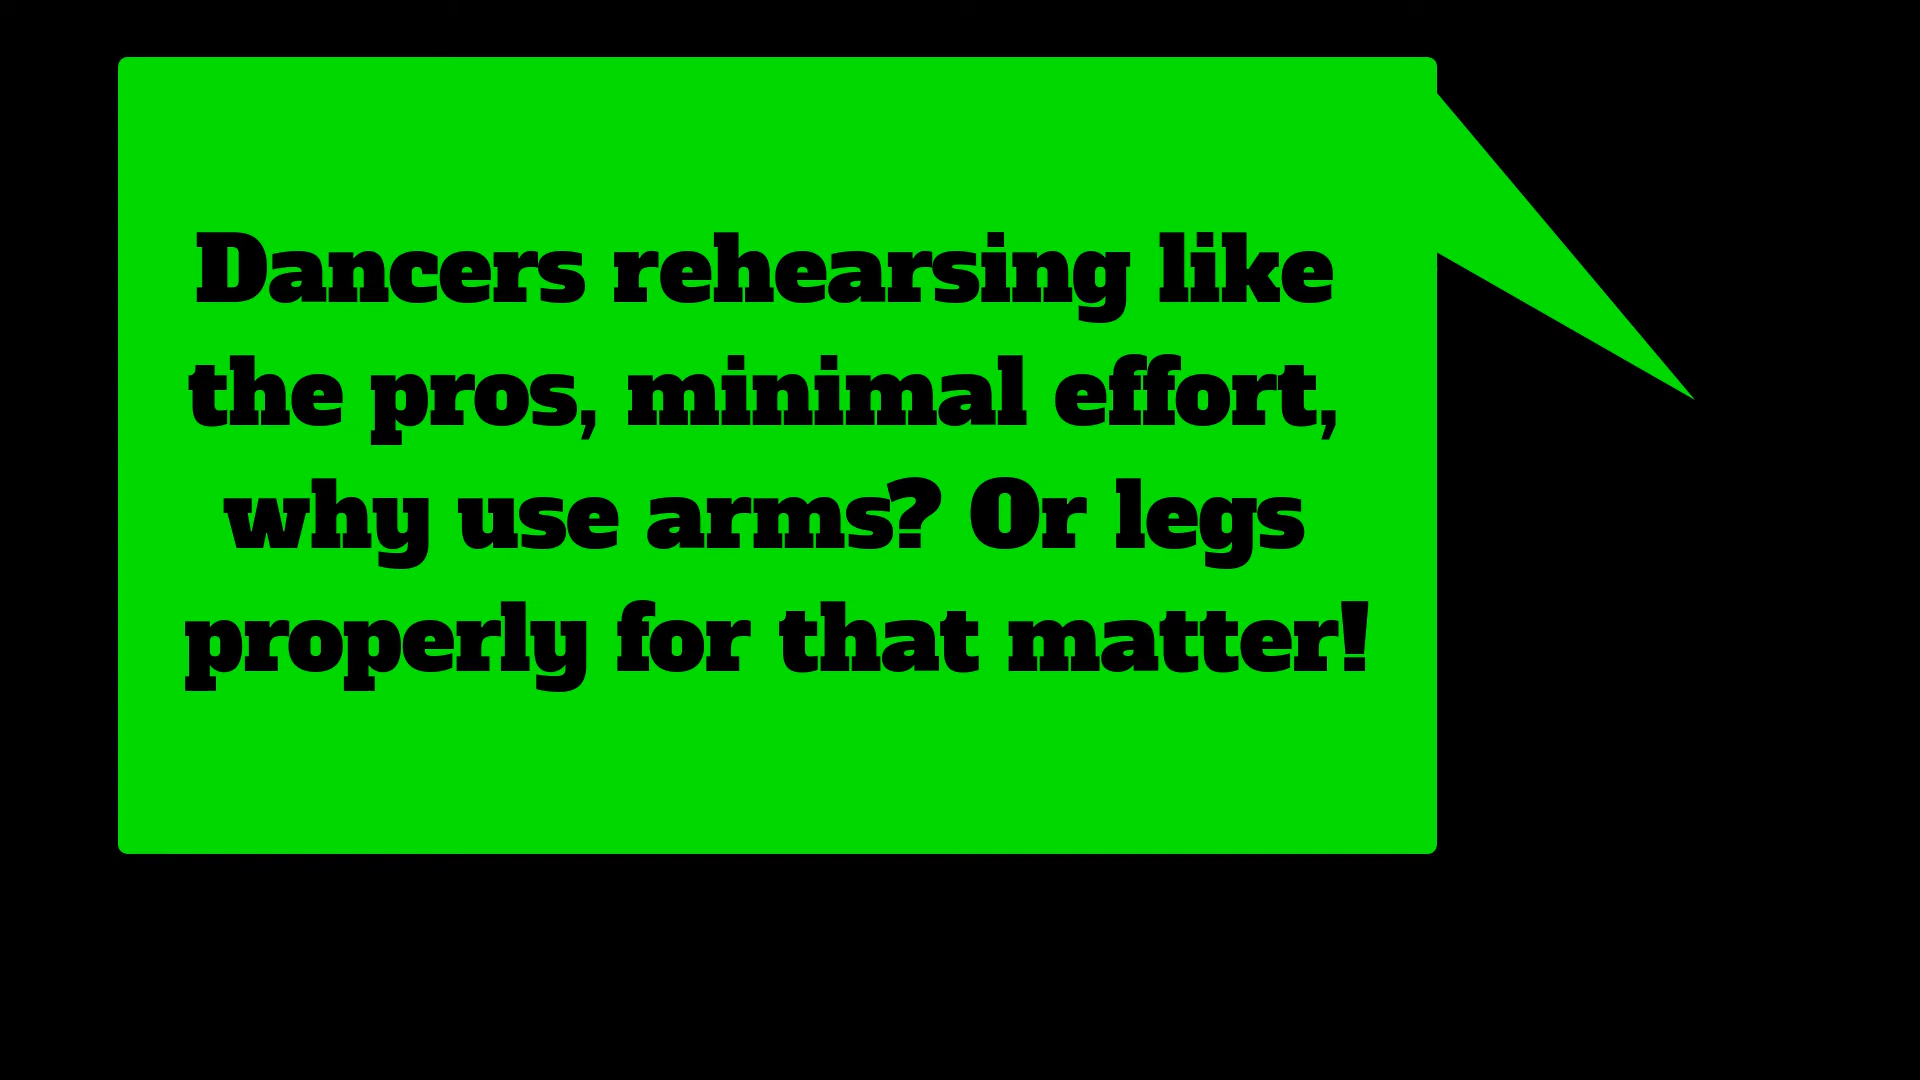 Dancers rehearsing like
the pros, minimal effort,
why use arms? Or legs
properly for that matter!